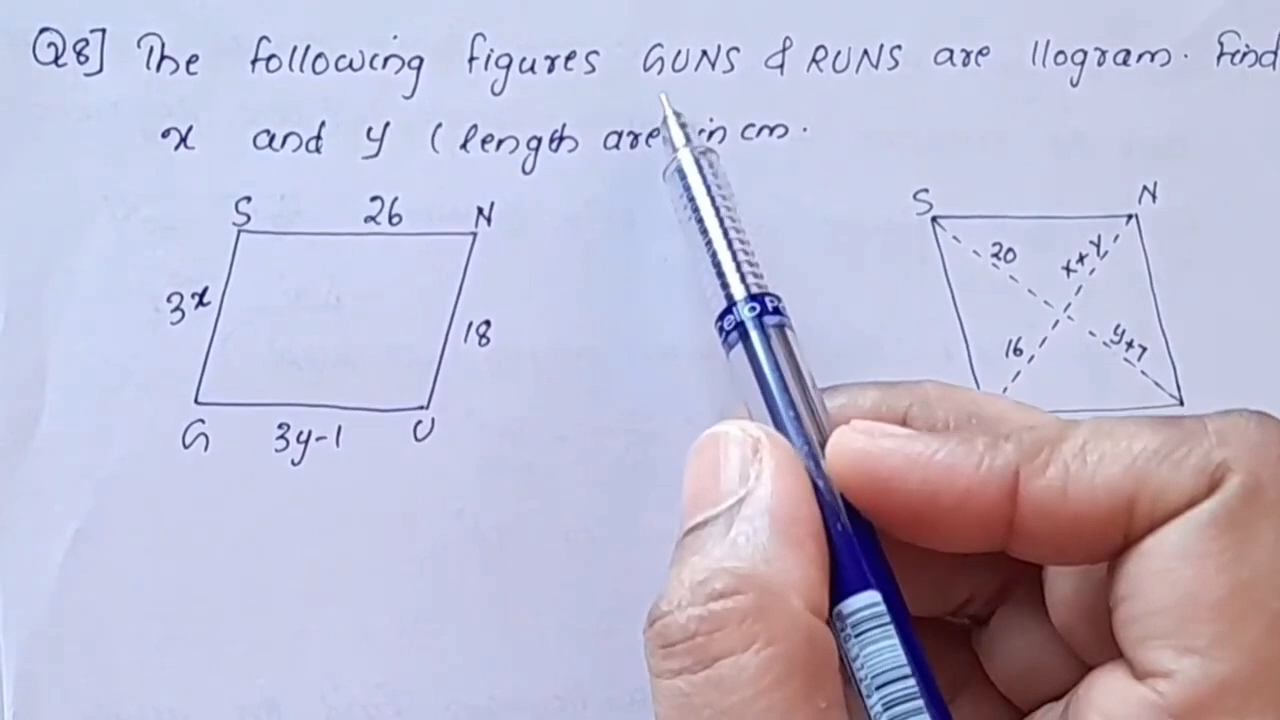 Q8] The following figures GUNS & RUNS are llogram. Find
x and y (length are in cm.
S 26 N
S N
20 x+y
3x
18
16 y+7
G 3y-1 U